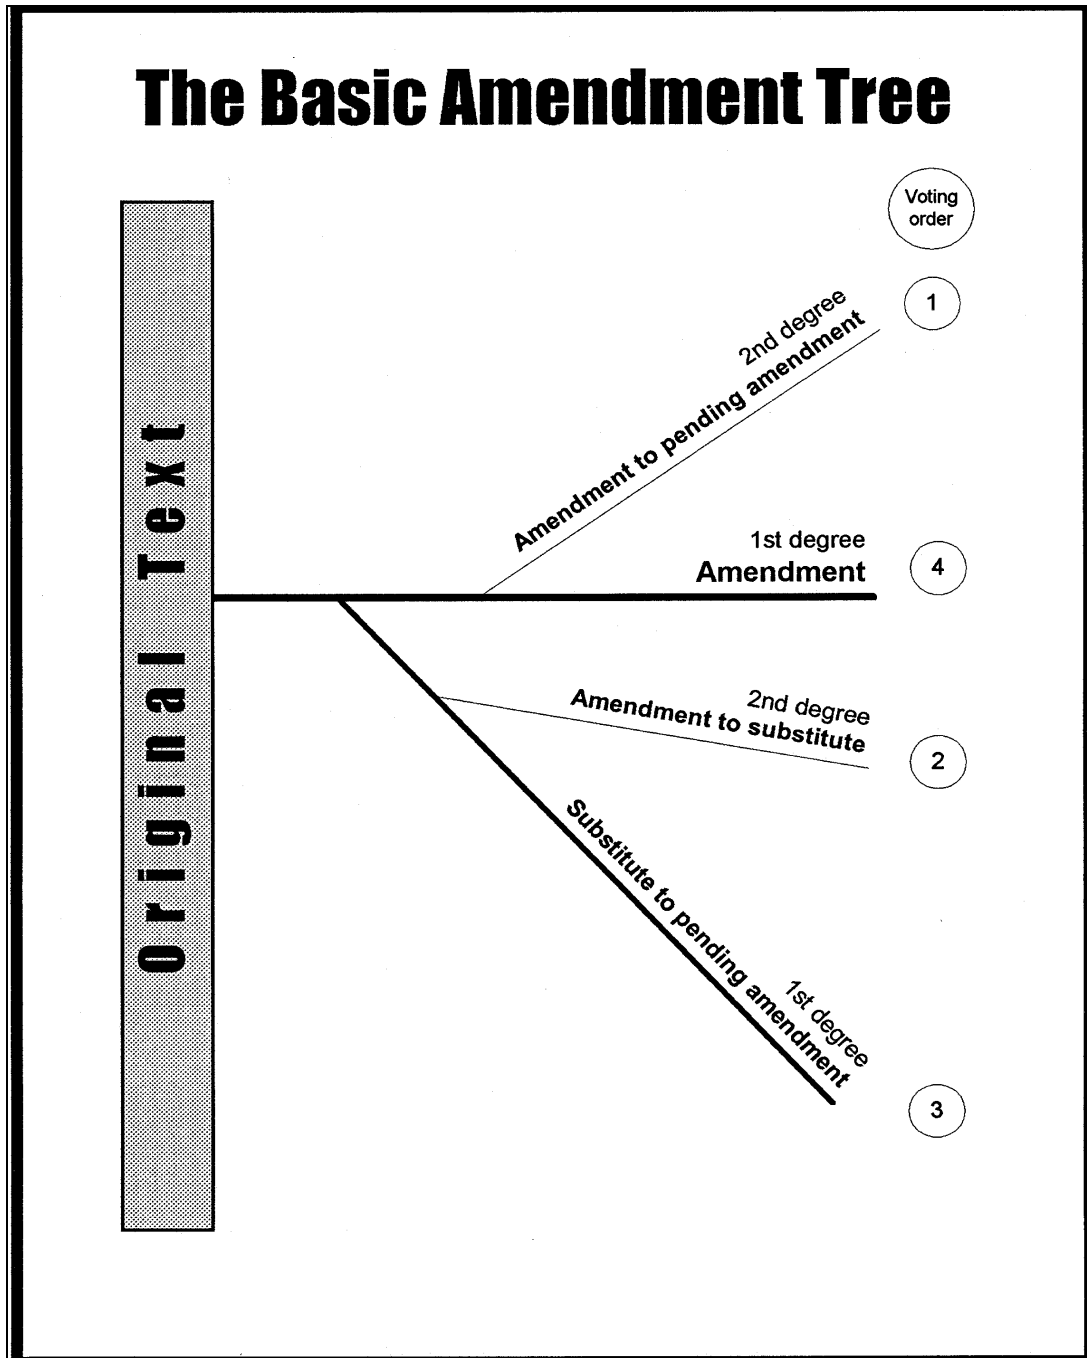 The Basic Amendment Tree
Voting
order
1
2nd degree
Amendment to pending amendment
Original Text
1st degree
Amendment
4
2nd degree
Amendment to substitute
2
Substitute to pending amendment
1st degree
3